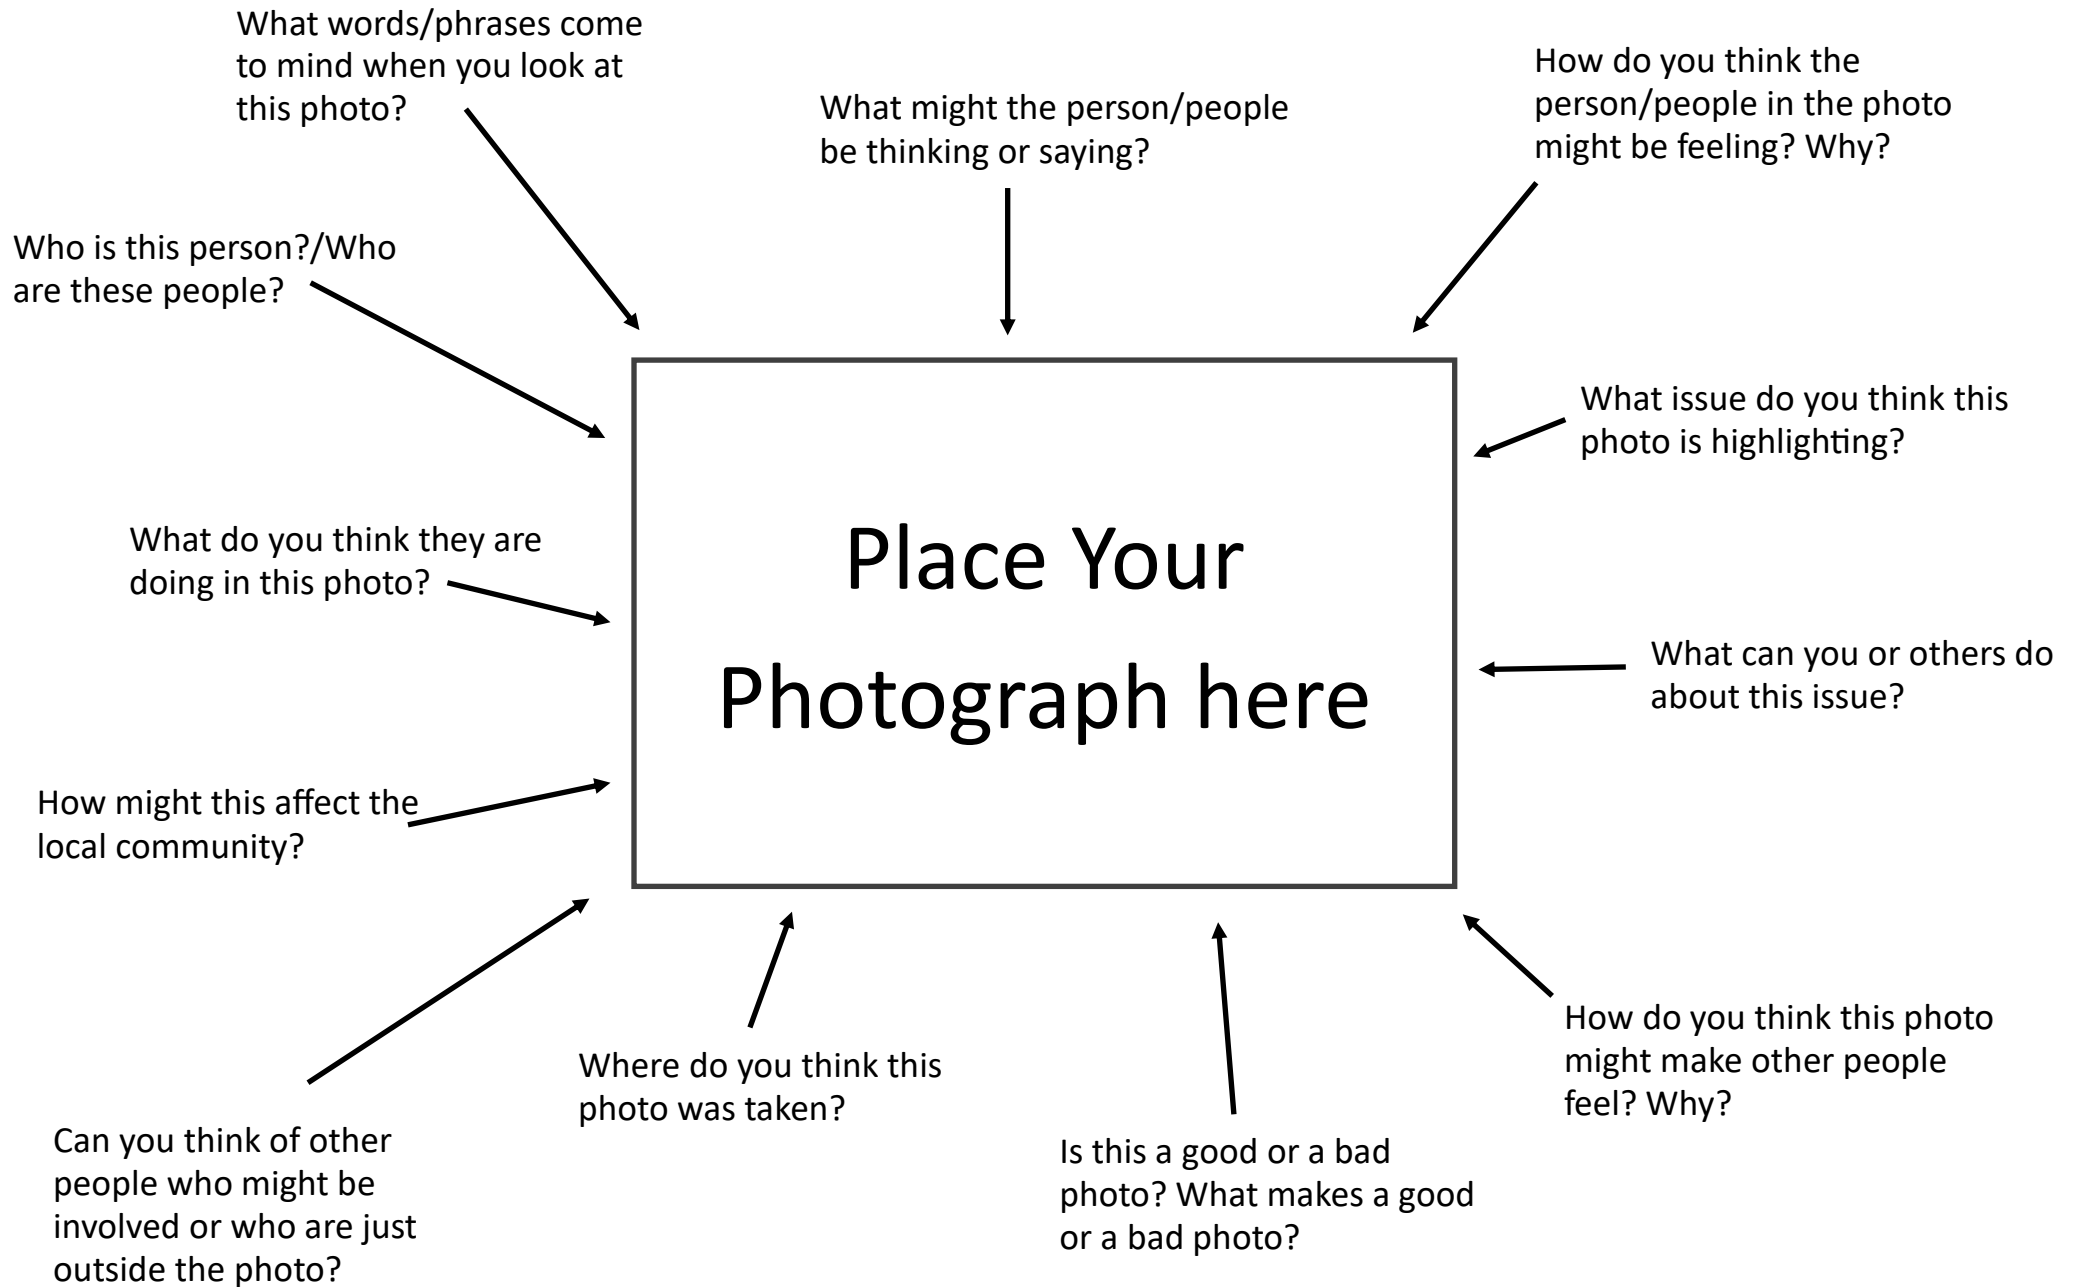 What words/phrases come
to mind when you look at
this photo?
What might the person/people
be thinking or saying?
How do you think the
person/people in the photo
might be feeling? Why?
Who is this person?/Who
are these people?
What issue do you think this
photo is highlighting?
What do you think they are
doing in this photo?
Place Your
Photograph here
What can you or others do
about this issue?
How might this affect the
local community?
Can you think of other
people who might be
involved or who are just
outside the photo?
Where do you think this
photo was taken?
Is this a good or a bad
photo? What makes a good
or a bad photo?
How do you think this photo
might make other people
feel? Why?